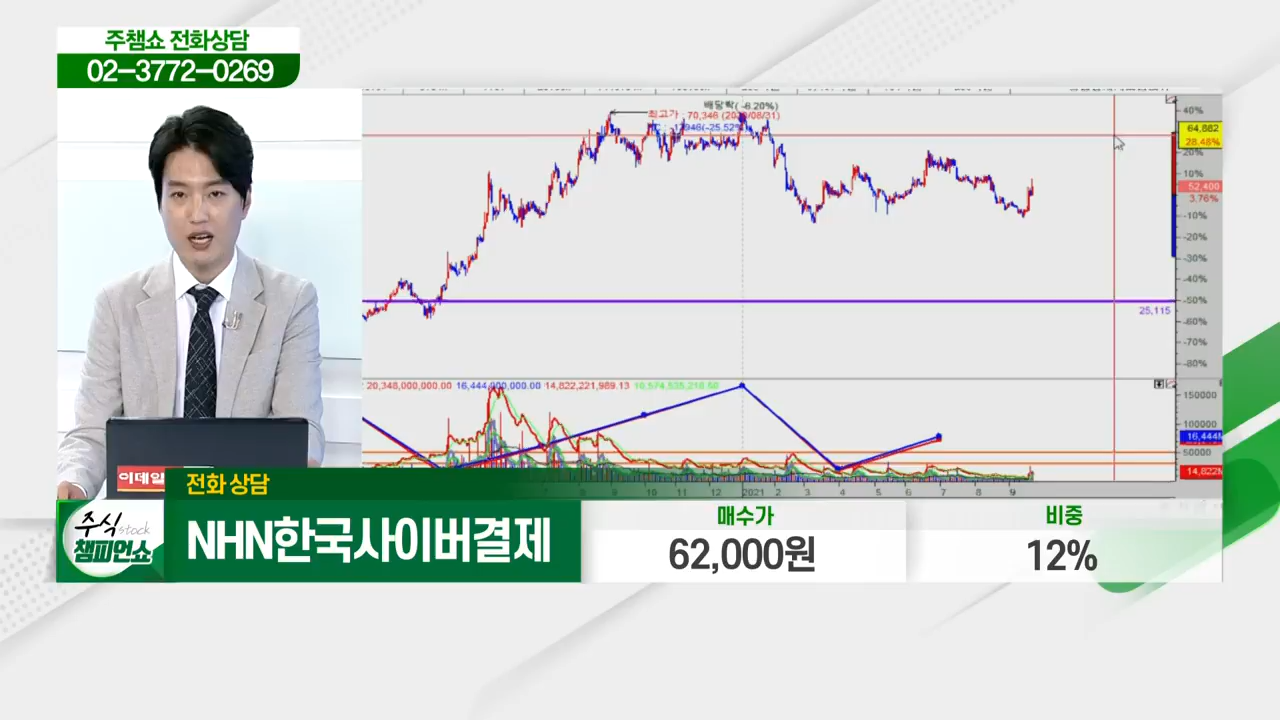 주챔쇼 전화상담
02-3772-0269
배당락( -6.20%)
최고가 : 70,346
-17946(-25.52%)
40%
64,882
28.48%
20%
10%
52,400
3.76%
-10%
-20%
-30%
-40%
-50%
25,115
-60%
-70%
-80%
20,348,000,000.00 16,444,000,000.00 14,822,221,989.13
150000
100000
16,444M
50000
14,822M
10 11 12 2021 2 3 4 5 6 7 8 9
이데일
전화 상담
주식 stock
챔피언쇼
NHN한국사이버결제
매수가
62,000원
비중
12%